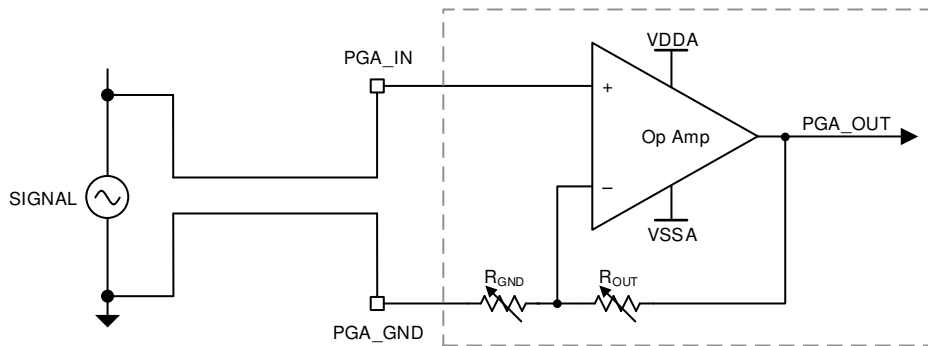 VDDA
PGA_IN
+
Op Amp
PGA_OUT
SIGNAL
−
VSSA
RGND
ROUT
PGA_GND